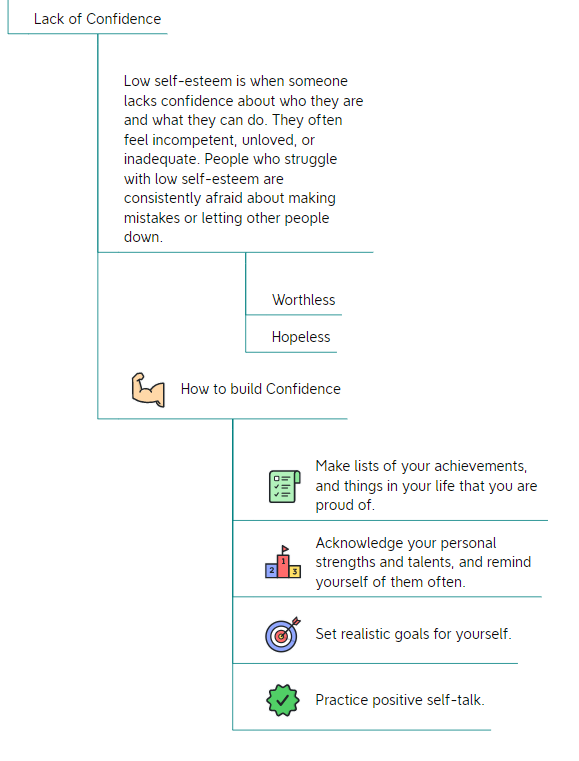 Lack of Confidence
Low self-esteem is when someone
lacks confidence about who they are
and what they can do. They often
feel incompetent, unloved, or
inadequate. People who struggle
with low self-esteem are
consistently afraid about making
mistakes or letting other people
down.
Worthless
Hopeless
How to build Confidence
Make lists of your achievements,
and things in your life that you are
proud of.
Acknowledge your personal
strengths and talents, and remind
yourself of them often.
1
2
3
Set realistic goals for yourself.
Practice positive self-talk.